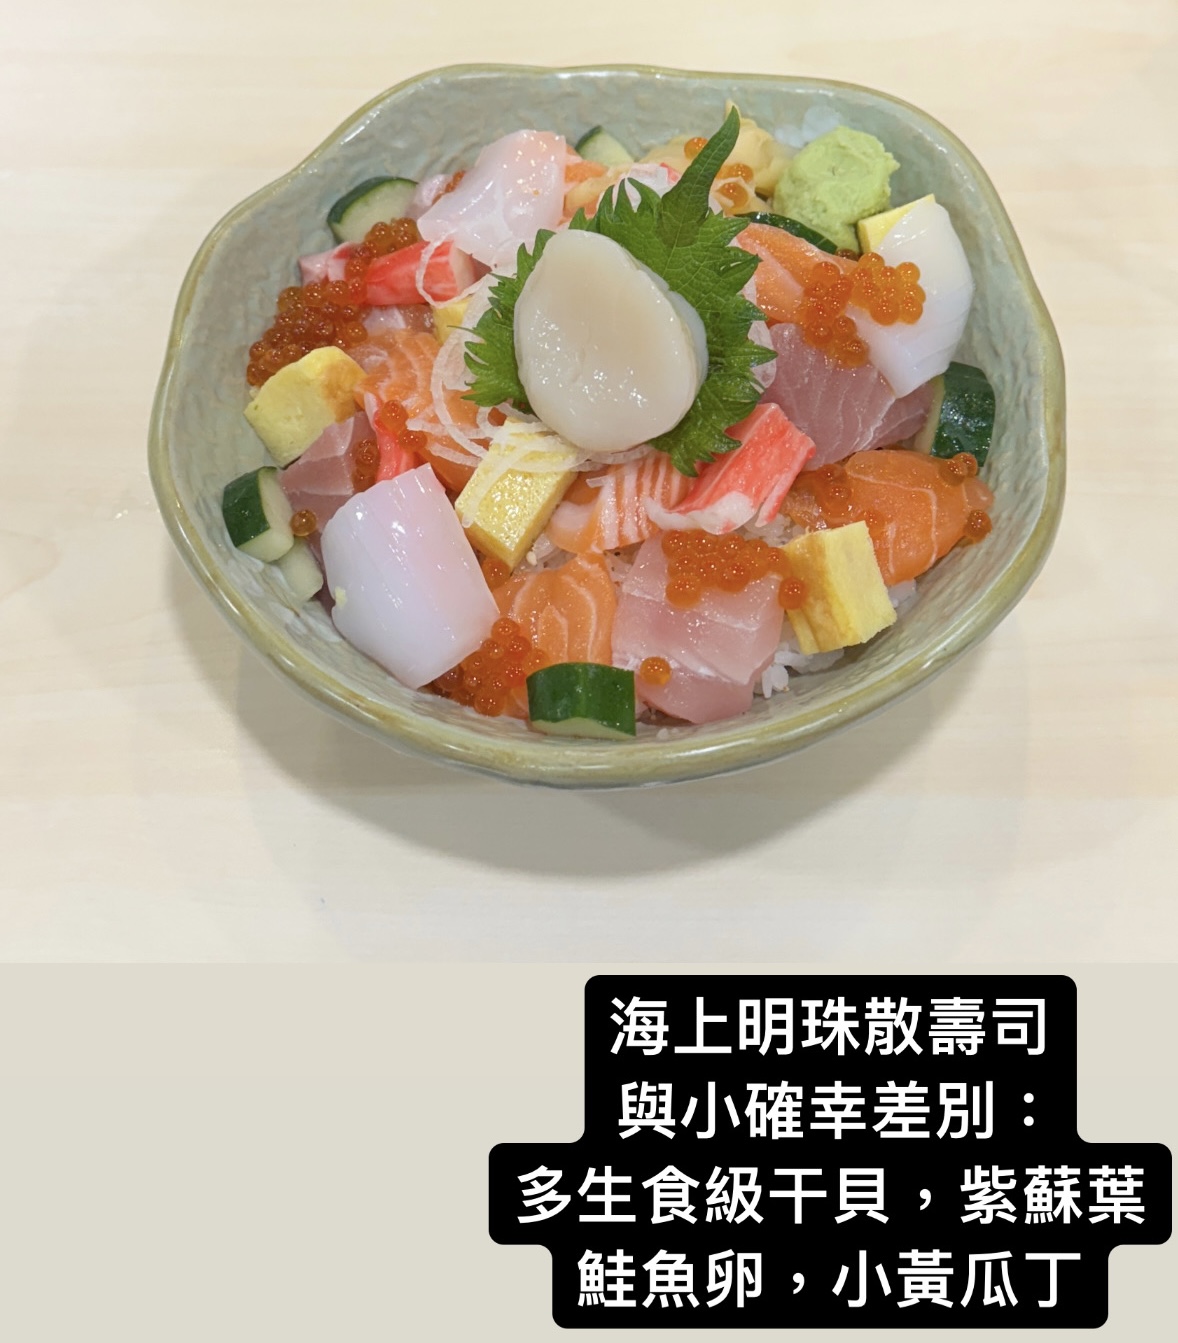 海上明珠散壽司
與小確幸差別：
多生食級干貝，紫蘇葉
鮭魚卵，小黃瓜丁